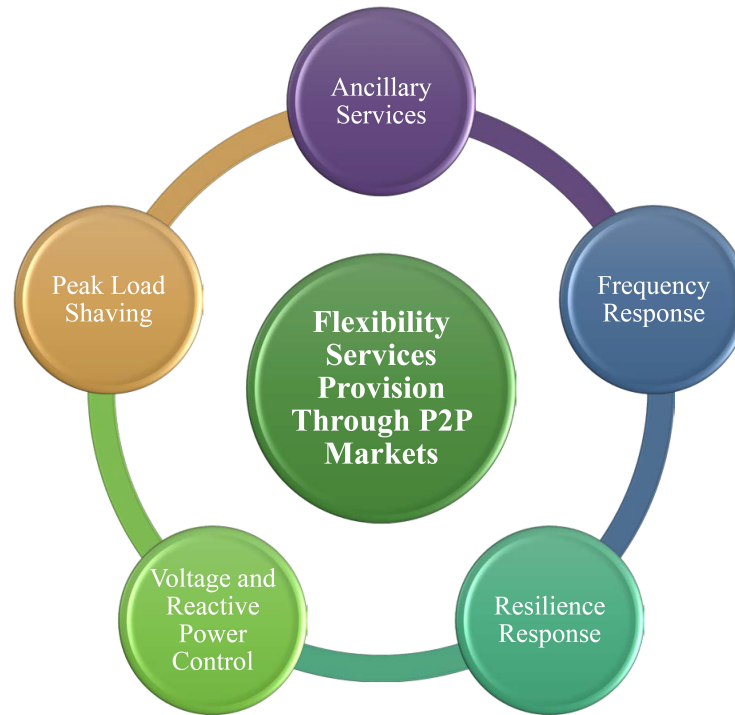 Ancillary
Services
Frequency
Response
Resilience
Response
Voltage and
Reactive
Power
Control
Peak Load
Shaving
Flexibility
Services
Provision
Through P2P
Markets